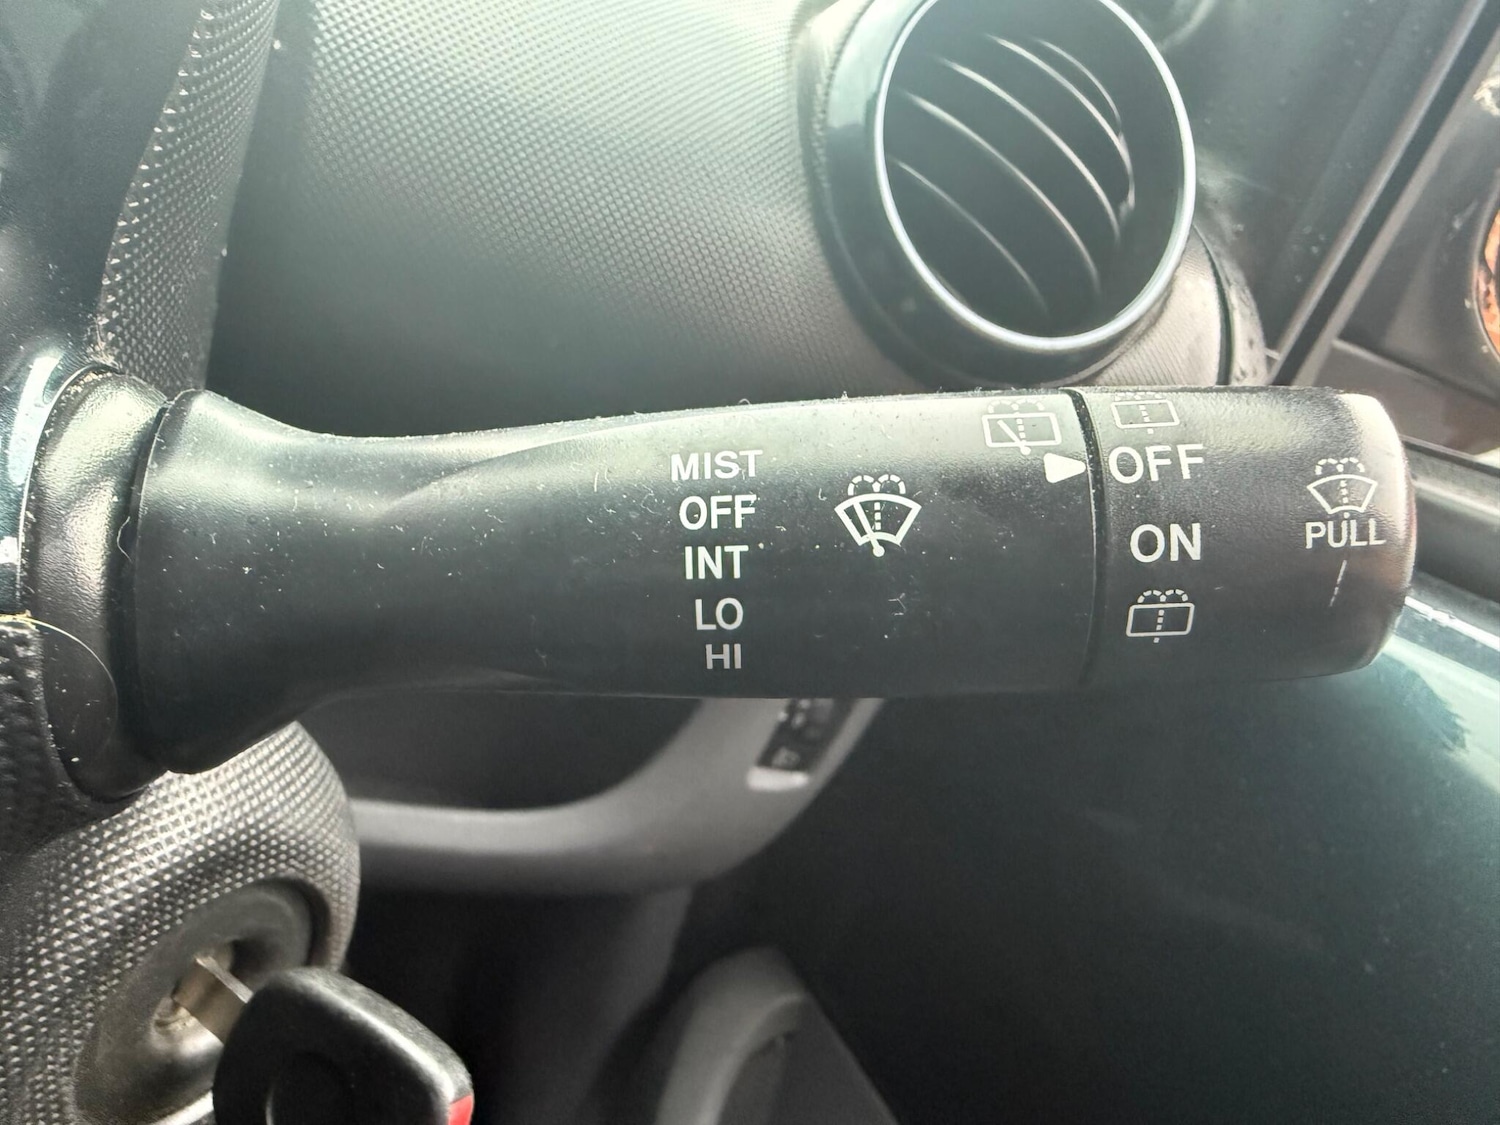 MIST
OFF
INT
LO
HI
OFF
ON
PULL